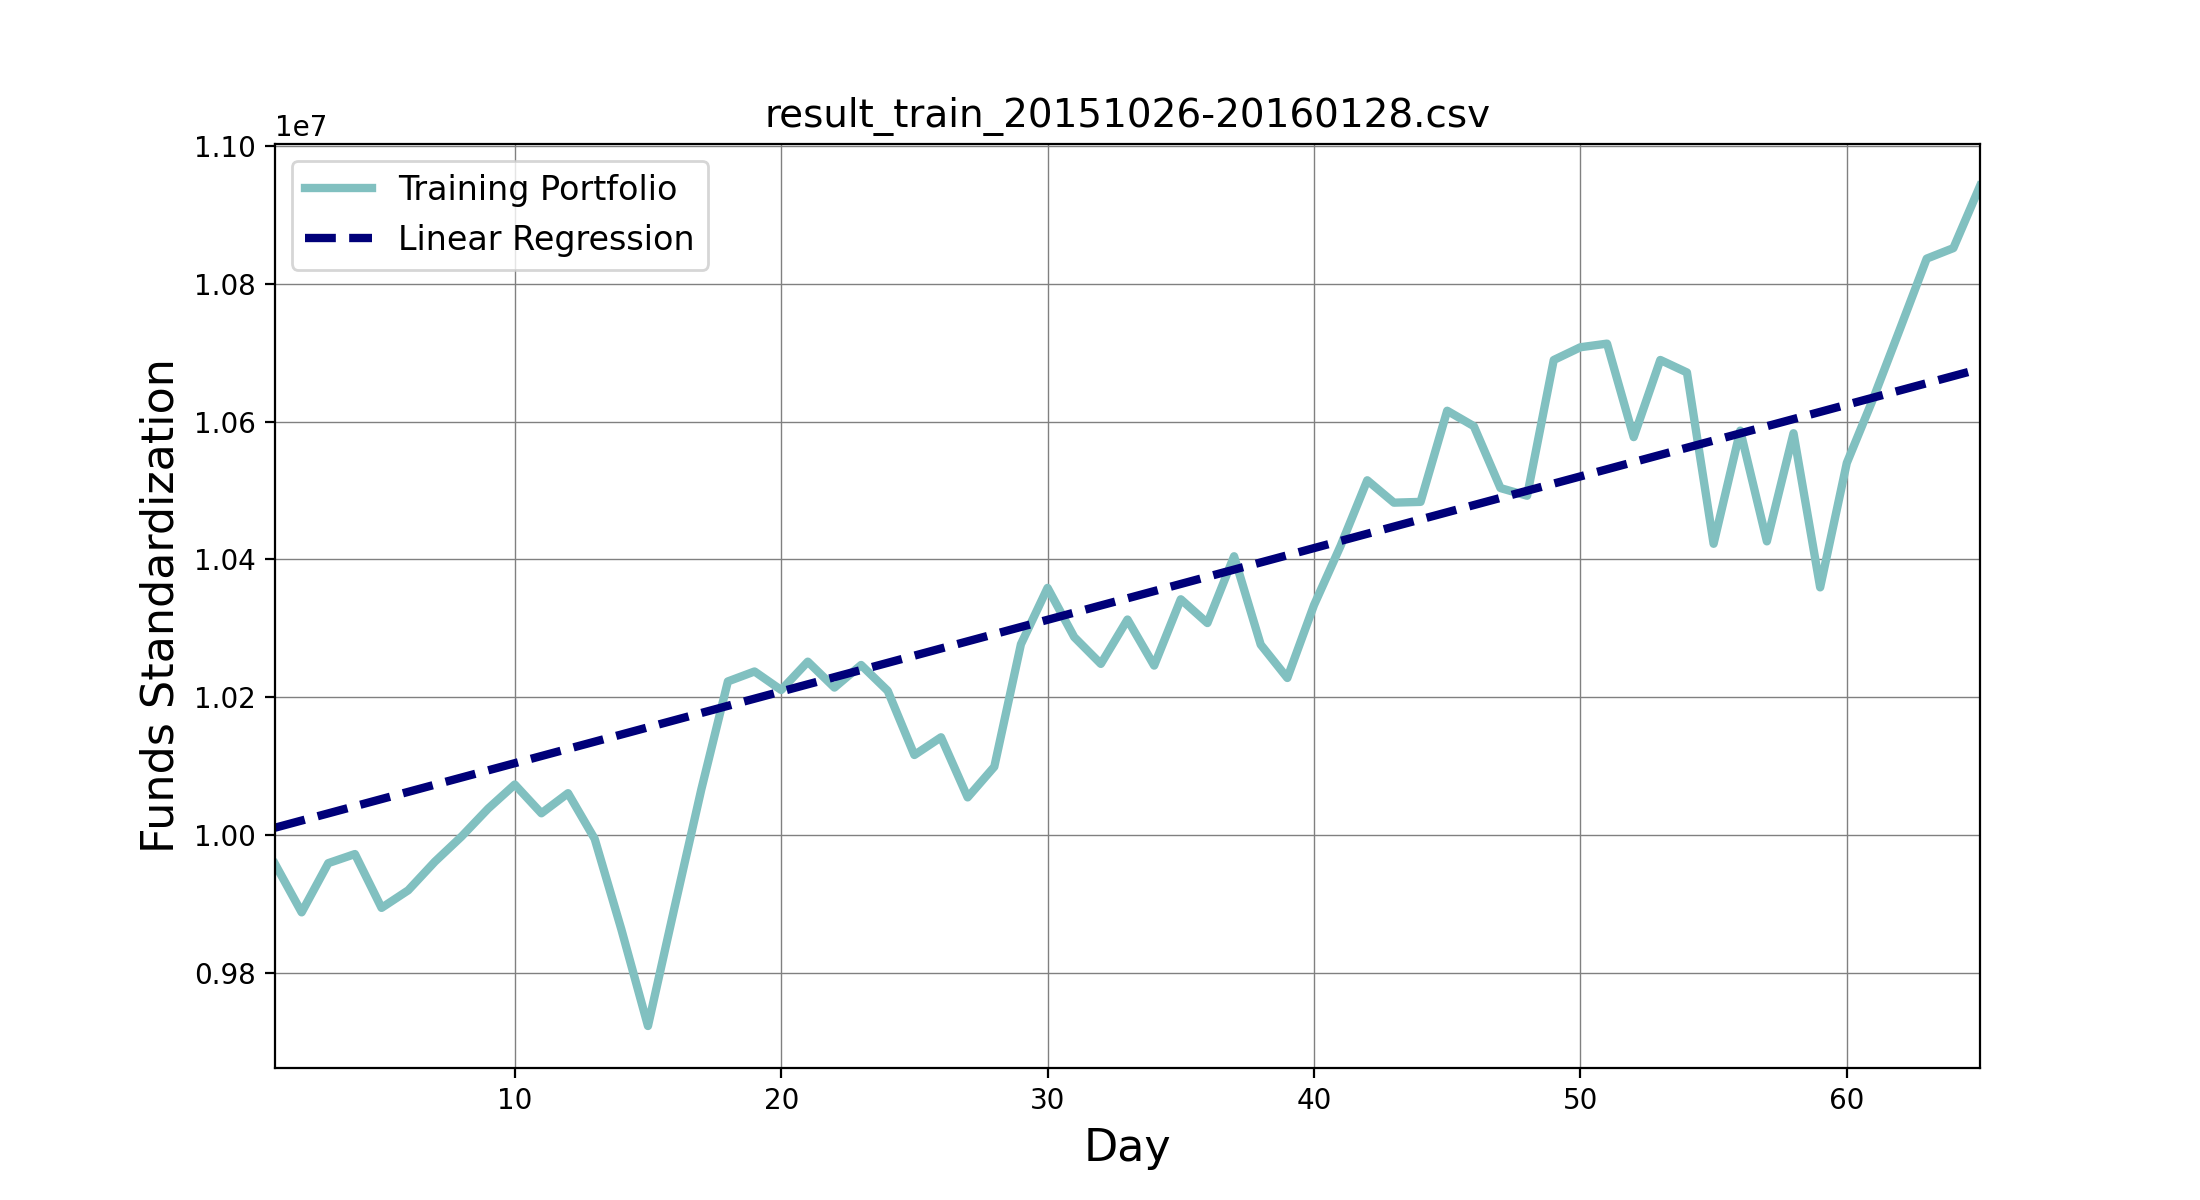 result_train_20151026-20160128.csv
1e7
Training Portfolio
Linear Regression
1.10
1.08
1.06
1.04
1.02
1.00
0.98
Funds Standardization
10 20 30 40 50 60
Day